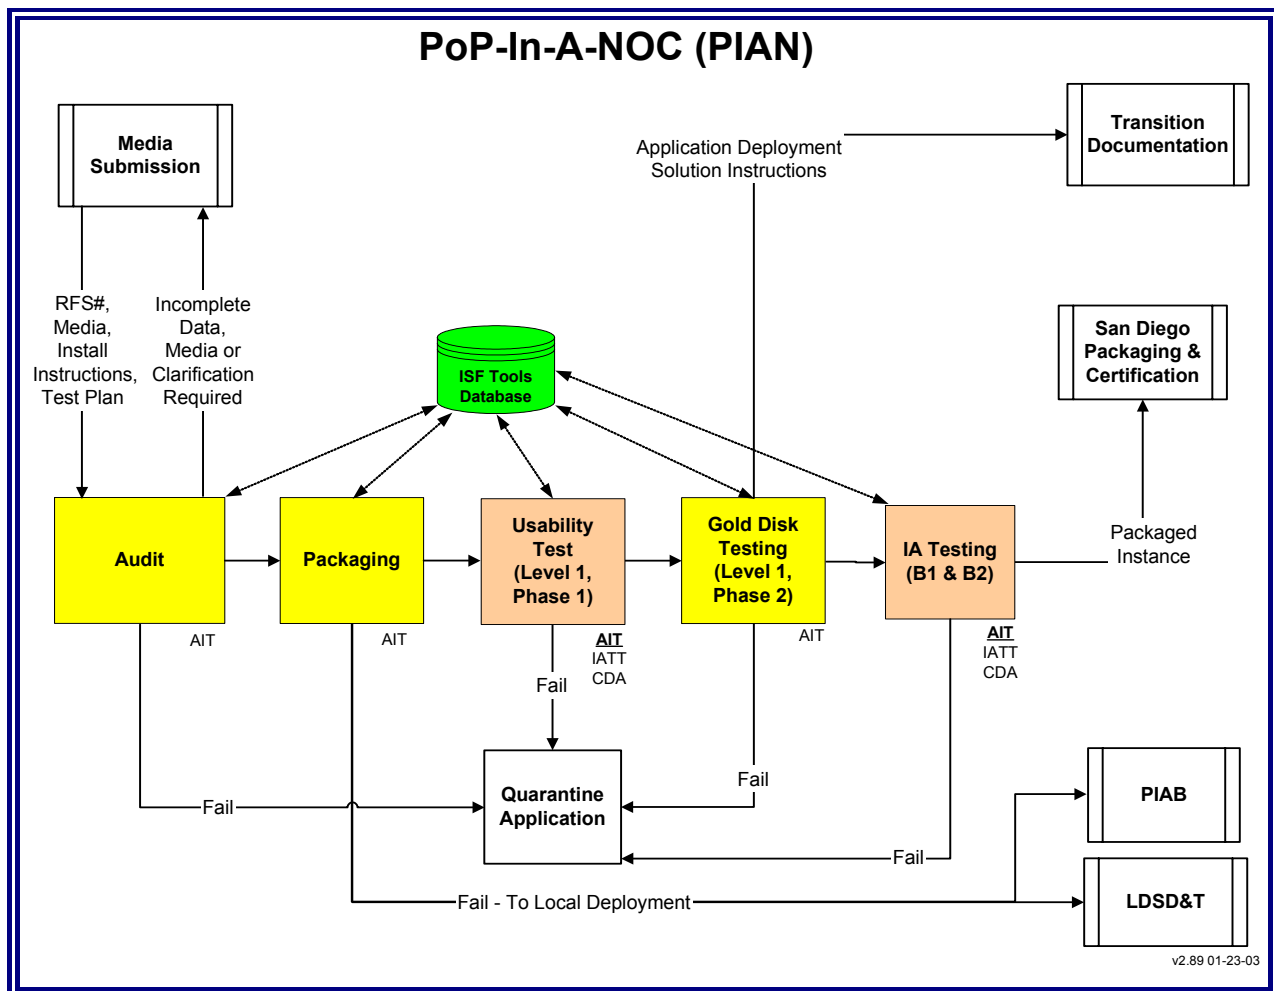 PoP-In-A-NOC (PIAN)
Media
Submission
Application Deployment
Solution Instructions
Transition
Documentation
RFS#,
Media,
Install
Instructions,
Test Plan
Incomplete
Data,
Media or
Clarification
Required
ISF Tools
Database
San Diego
Packaging &
Certification
Audit
Packaging
Usability
Test
(Level 1,
Phase 1)
Gold Disk
Testing
(Level 1,
Phase 2)
IA Testing
(B1 & B2)
Packaged
Instance
AIT
AIT
AIT
IATT
CDA
AIT
AIT
IATT
CDA
Fail
Fail
Fail
Fail
Quarantine
Application
PIAB
Fail - To Local Deployment
LDSD&T
v2.89 01-23-03